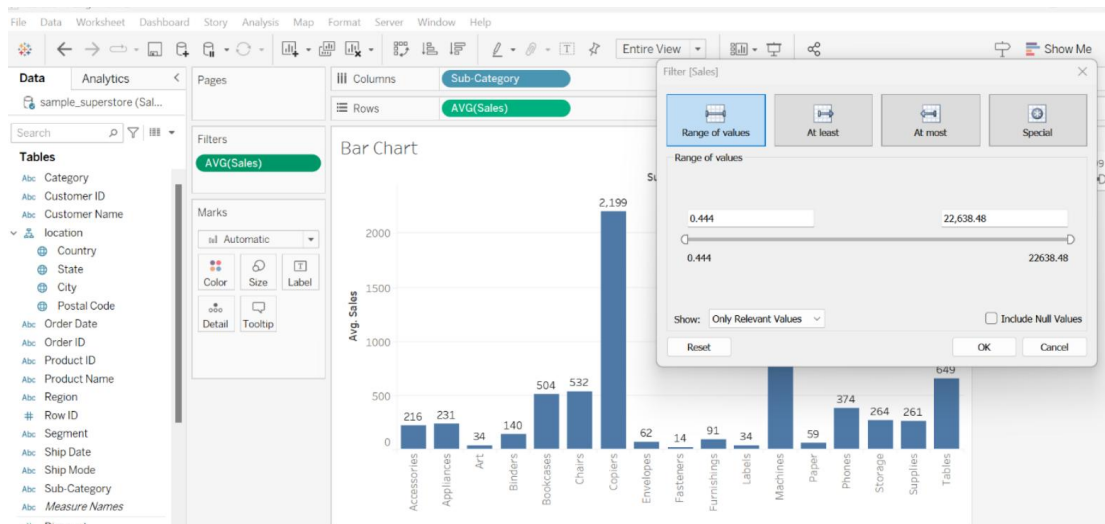 File Data Worksheet Dashboard Story Analysis Map Format Server Window Help
Entire View
Show Me
Data Analytics
sample_superstore (Sal...
Search
Tables
Abc Category
Abc Customer ID
Abc Customer Name
location
Country
State
City
Postal Code
Abc Order Date
Abc Order ID
Abc Product ID
Abc Product Name
Abc Region
# Row ID
Abc Segment
Abc Ship Date
Abc Ship Mode
Abc Sub-Category
Abc Measure Names
Pages
Filters
AVG(Sales)
Marks
Automatic
Color Size Label
Detail Tooltip
Columns Sub-Category
Rows AVG(Sales)
Bar Chart
Avg. Sales
2000
1500
1000
500
0
216 231 34 140 504 532 2,199 62 14 91 34 59 374 264 261 649
Accessories
Appliances
Art
Binders
Bookcases
Chairs
Copiers
Envelopes
Fasteners
Furnishings
Labels
Machines
Paper
Phones
Storage
Supplies
Tables
Filter [Sales]
Range of values At least At most Special
Range of values
0.444 22,638.48
0.444 22638.48
Show: Only Relevant Values Include Null Values
Reset OK Cancel